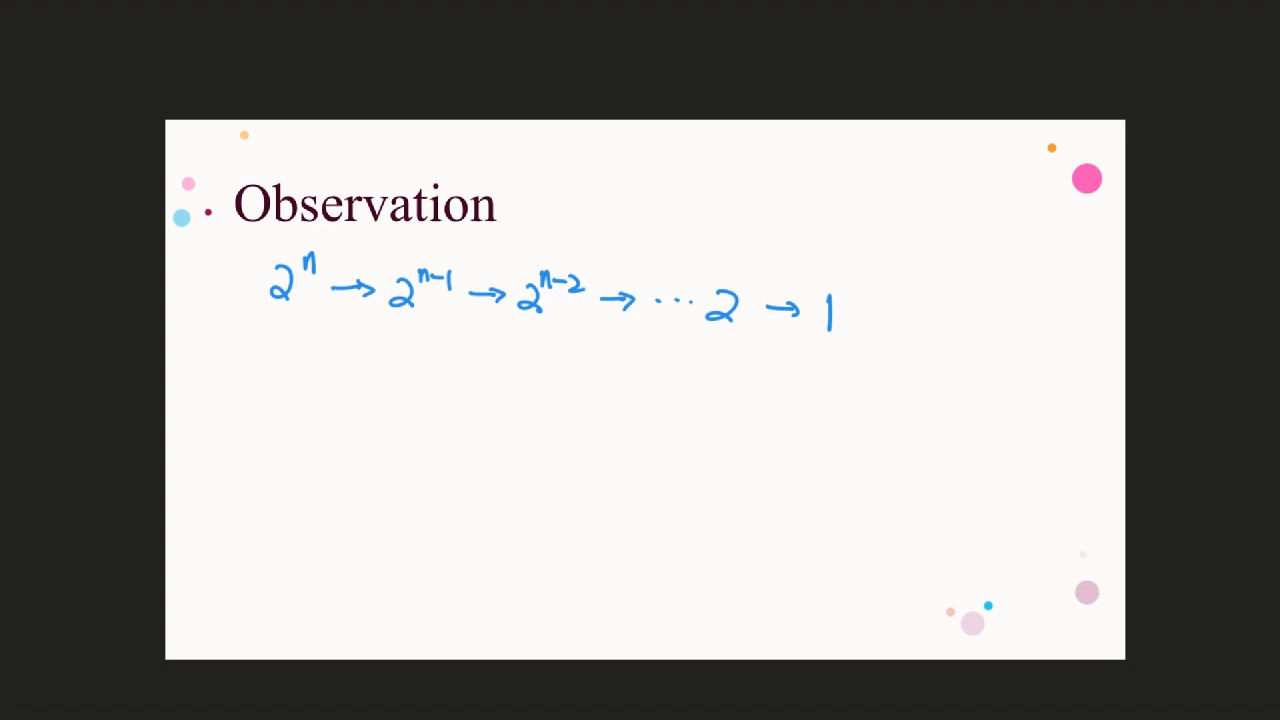 Observation
2^n → 2^{n-1} → 2^{n-2} → ... 2 → 1